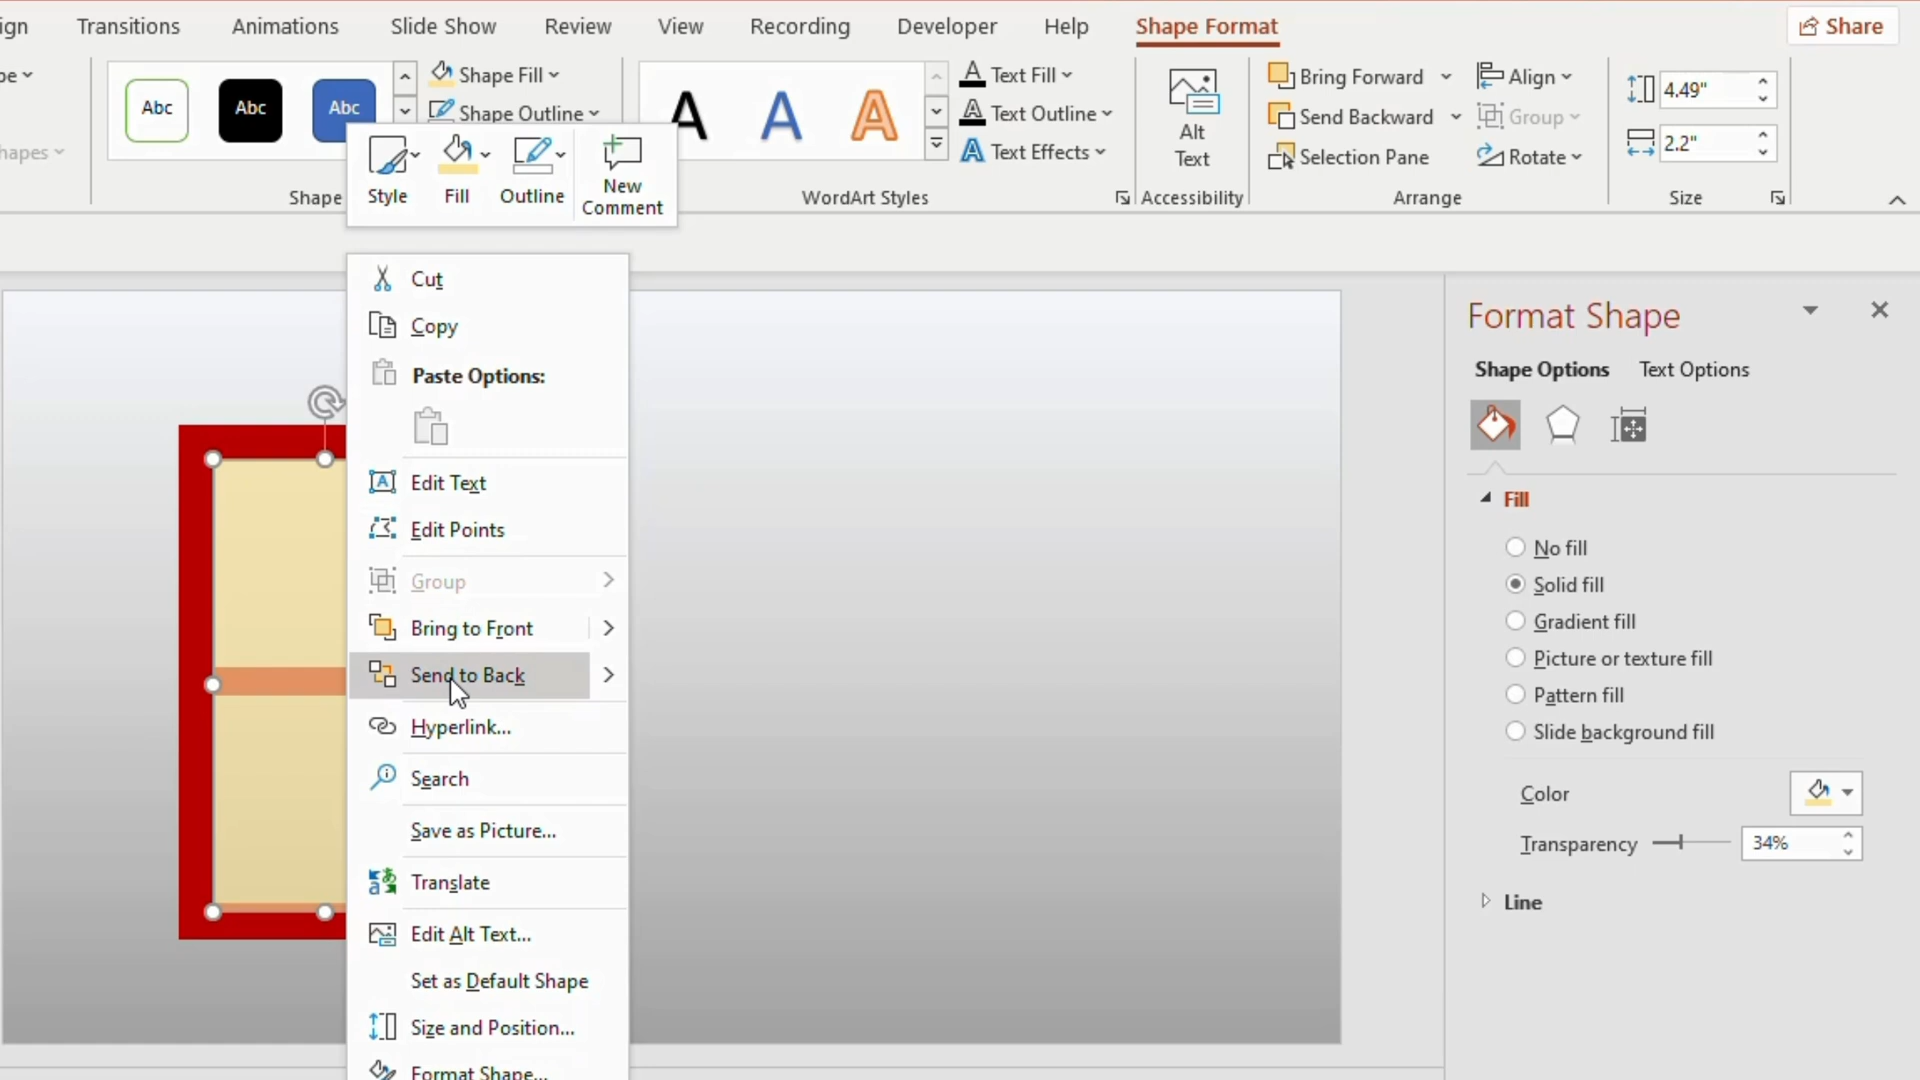 ign Transitions Animations Slide Show Review View Recording Developer Help Shape Format Share
pe Abc Abc Abc Shape Fill A A A Text Fill Bring Forward Align 4.49"
Shape Outline Text Outline Alt Text Send Backward Group
hapes Text Effects Selection Pane Rotate 2.2"
Shape WordArt Styles Accessibility Arrange Size
Style Fill Outline New Comment
Cut
Copy
Paste Options:
Edit Text
Edit Points
Group
Bring to Front
Send to Back
Hyperlink...
Search
Save as Picture...
Translate
Edit Alt Text...
Set as Default Shape
Size and Position...
Format Shape...
Format Shape
Shape Options Text Options
Fill
No fill
Solid fill
Gradient fill
Picture or texture fill
Pattern fill
Slide background fill
Color
Transparency 34%
Line